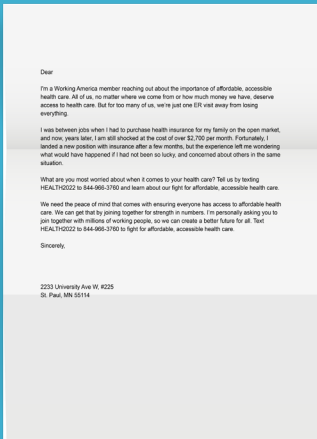 Dear
I'm a Working America member reaching out about the importance of affordable, accessible
health care. All of us, no matter where we come from or how much money we have, deserve
access to health care. But for too many of us, we're just one ER visit away from losing
everything.
I was between jobs when I had to purchase health insurance for my family on the open market,
and now, years later, I am still shocked at the cost of over $2,700 per month. Fortunately, I
landed a new position with insurance after a few months, but the experience left me wondering
what would have happened if I had not been so lucky, and concerned about others in the same
situation.
What are you most worried about when it comes to your health care? Tell us by texting
HEALTH2022 to 844-966-3760 and learn about our fight for affordable, accessible health care.
We need the peace of mind that comes with ensuring everyone has access to affordable health
care. We can get that by joining together for strength in numbers. I'm personally asking you to
join together with millions of working people, so we can create a better future for all. Text
HEALTH2022 to 844-966-3760 to fight for affordable, accessible health care.
Sincerely,
2233 University Ave W, #225
St. Paul, MN 55114